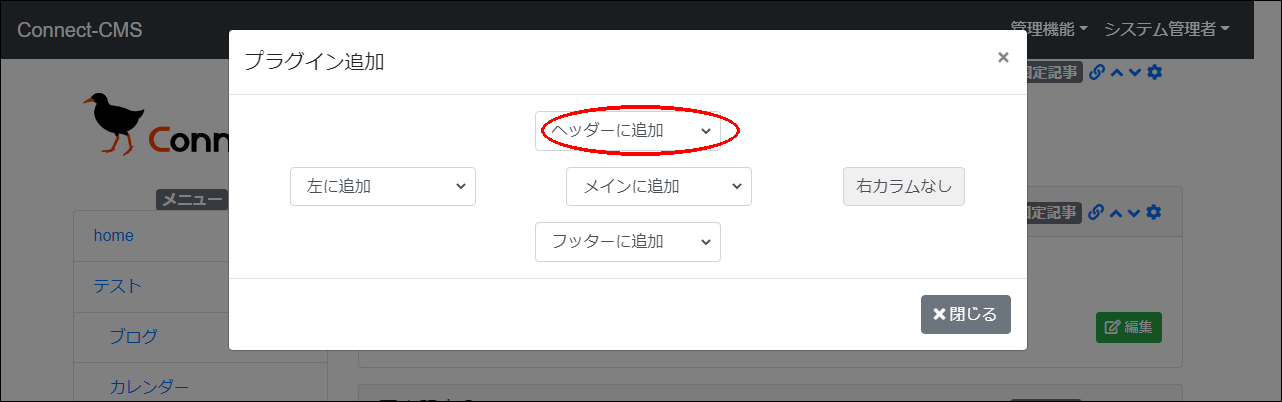 Connect-CMS
管理機能
システム管理者
プラグイン追加
×
固定記事
Conn
ヘッダーに追加
左に追加
メインに追加
右カラムなし
メニュー
固定記事
home
フッターに追加
テスト
閉じる
ブログ
編集
カレンダー